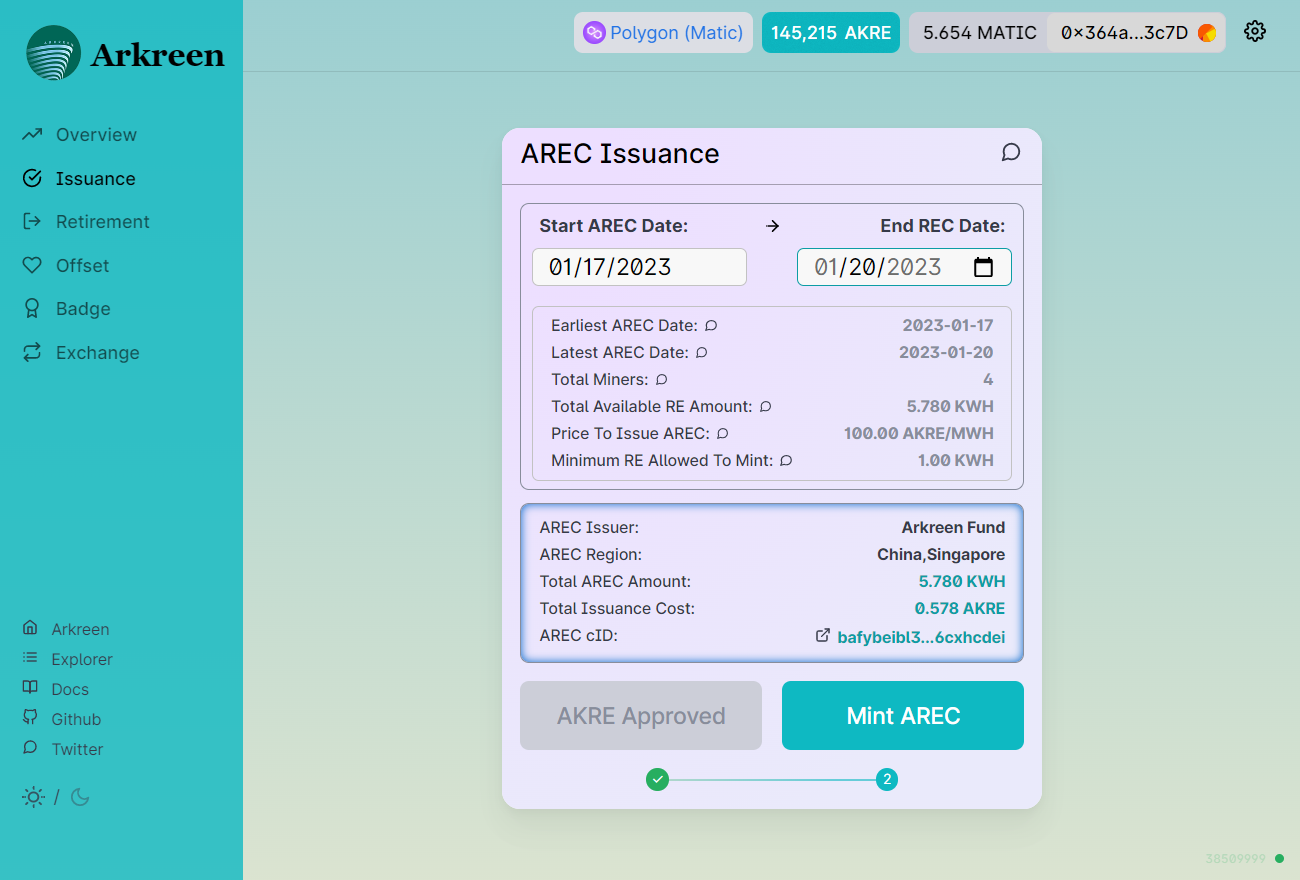 Arkreen
Polygon (Matic) 145,215 AKRE 5.654 MATIC 0×364a...3c7D
Overview
Issuance
Retirement
Offset
Badge
Exchange
AREC Issuance
Start AREC Date: → End REC Date:
01/17/2023 01/20/2023
Earliest AREC Date: 2023-01-17
Latest AREC Date: 2023-01-20
Total Miners: 4
Total Available RE Amount: 5.780 KWH
Price To Issue AREC: 100.00 AKRE/MWH
Minimum RE Allowed To Mint: 1.00 KWH
AREC Issuer: Arkreen Fund
AREC Region: China,Singapore
Total AREC Amount: 5.780 KWH
Total Issuance Cost: 0.578 AKRE
AREC cID: bafybeibl3...6cxhcdei
AKRE Approved Mint AREC
2
Arkreen
Explorer
Docs
Github
Twitter
/
38509999